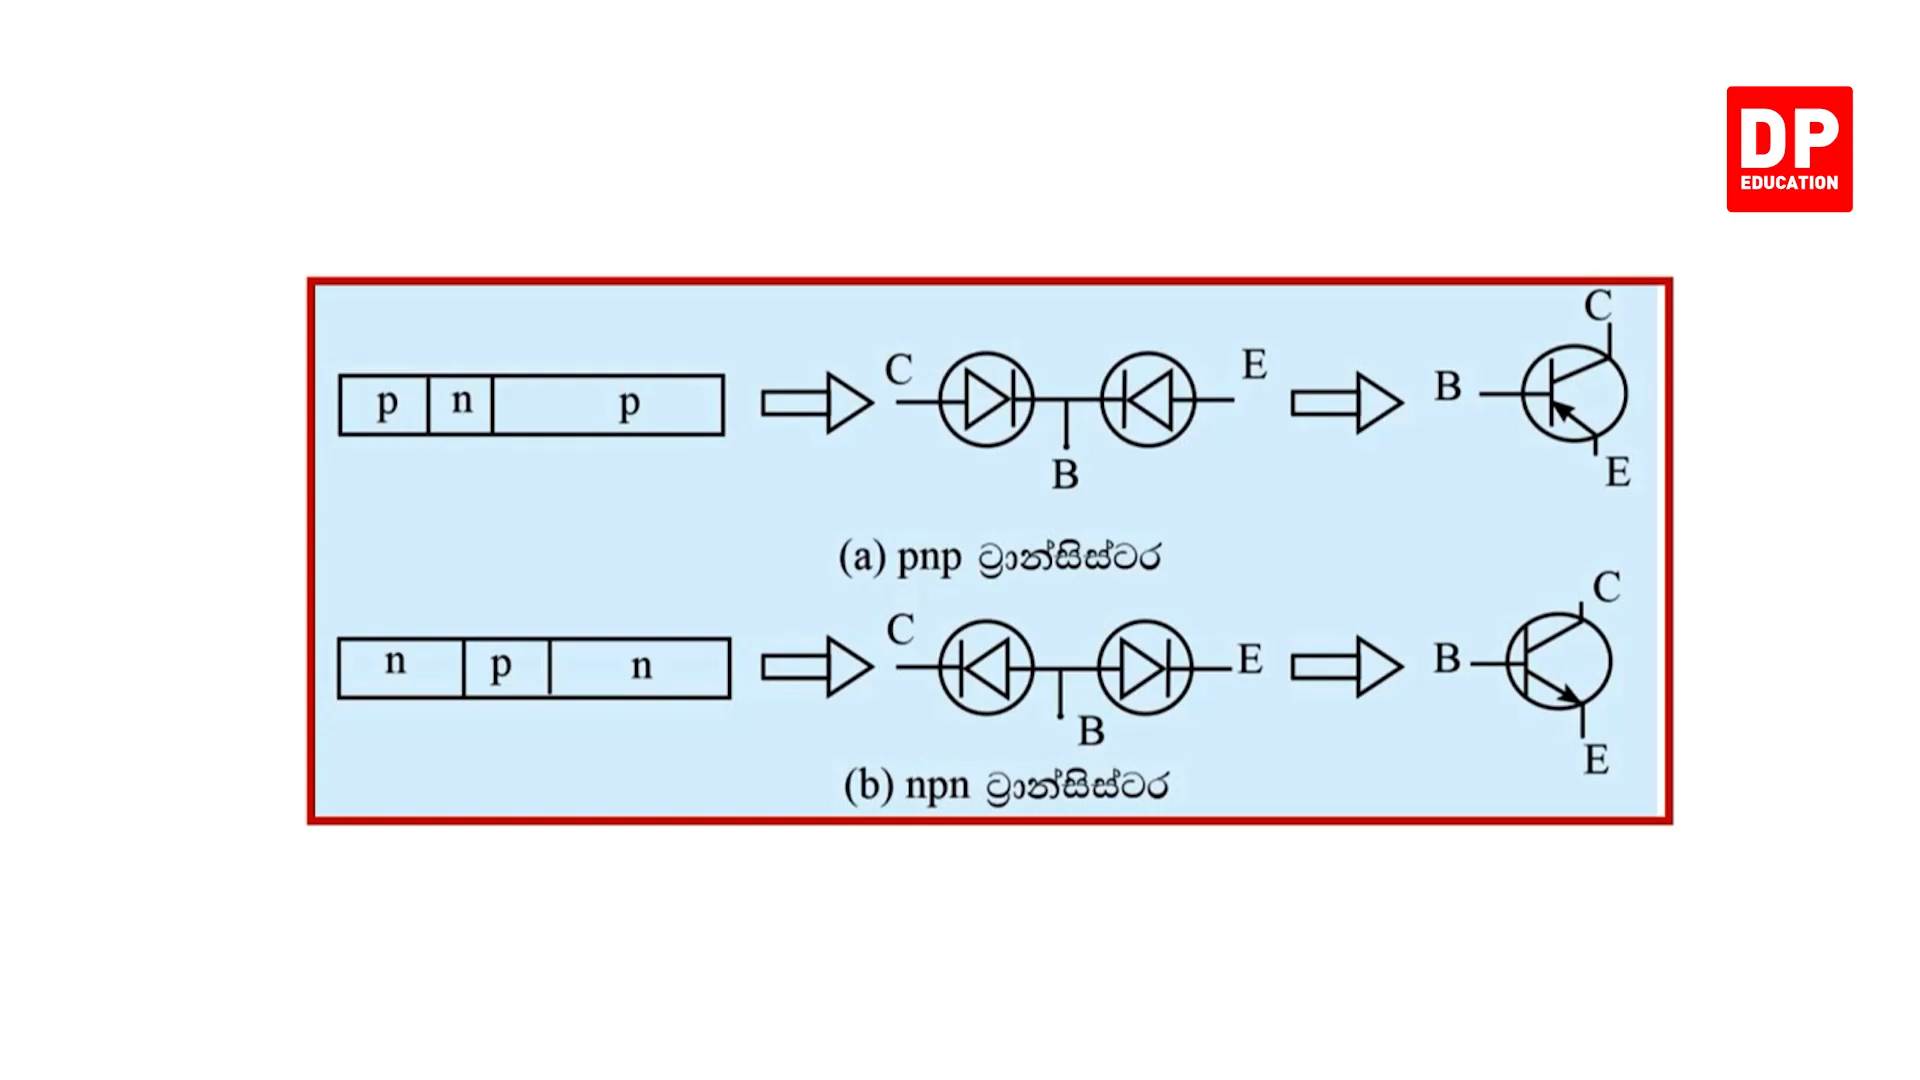 DP
EDUCATION
p n p
C B E
B C E
(a) pnp ට්‍රාන්සිස්ටර
n p n
C B E
B C E
(b) npn ට්‍රාන්සිස්ටර